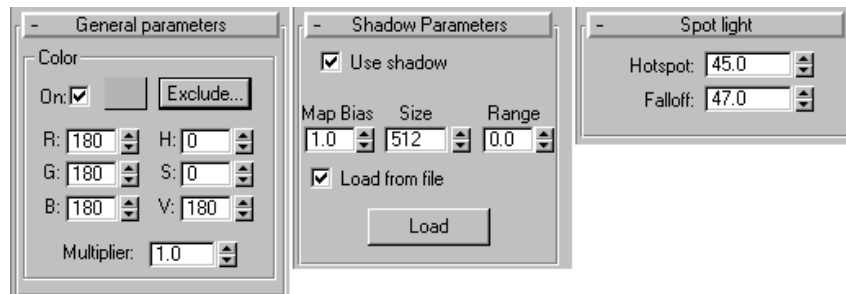 - General parameters
Color
On: Exclude...
R: 180 H: 0
G: 180 S: 0
B: 180 V: 180
Multiplier: 1.0
- Shadow Parameters
Use shadow
Map Bias Size Range
1.0 512 0.0
Load from file
Load
- Spot light
Hotspot: 45.0
Falloff: 47.0